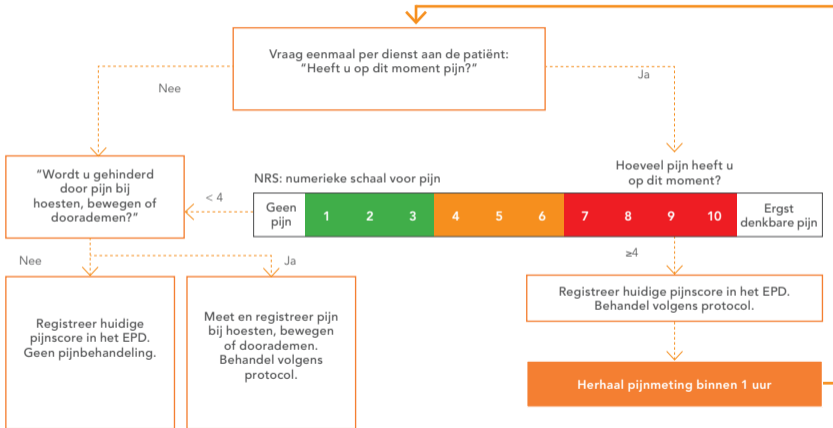 Vraag eenmaal per dienst aan de patiënt:
“Heeft u op dit moment pijn?”
Nee
Ja
“Wordt u gehinderd
door pijn bij
hoesten, bewegen of
doorademen?”
< 4
NRS: numerieke schaal voor pijn
Hoeveel pijn heeft u
op dit moment?
Geen
pijn
1 2 3 4 5 6 7 8 9 10
Ergst
denkbare pijn
Nee
Ja
≥4
Registreer huidige
pijnscore in het EPD.
Geen pijnbehandeling.
Meet en registreer pijn
bij hoesten, bewegen
of doorademen.
Behandel volgens
protocol.
Registreer huidige pijnscore in het EPD.
Behandel volgens protocol.
Herhaal pijnmeting binnen 1 uur